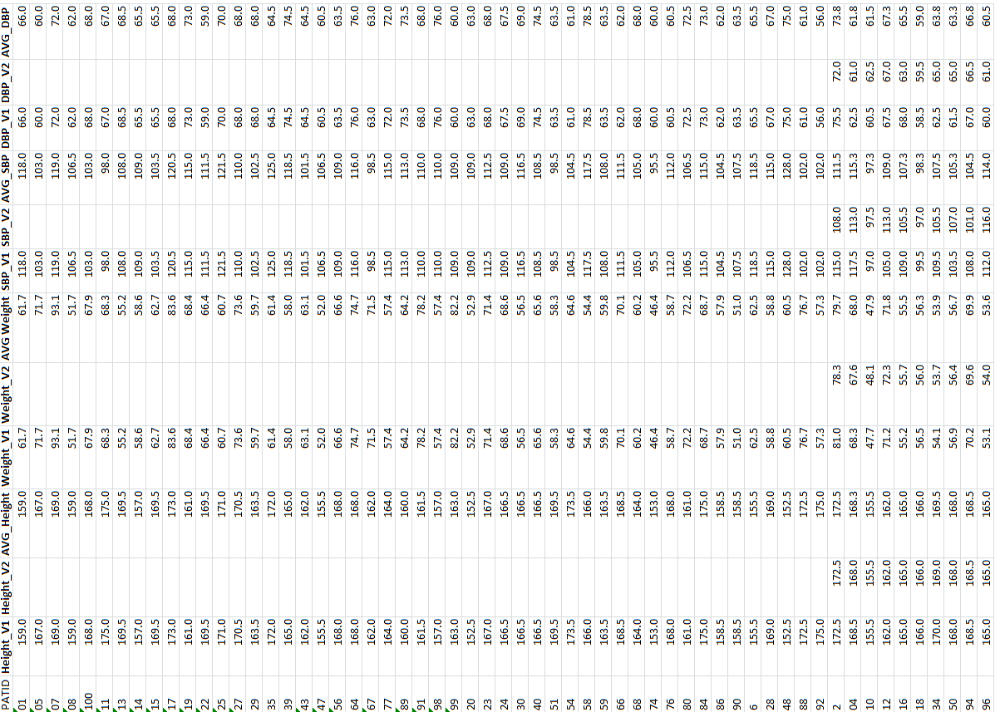 PATID Height_V1 Height_V2 AVG_Height Weight_V1 Weight_V2 AVG Weight SBP_V1 SBP_V2 AVG_SBP DBP_V1 DBP_V2 AVG_DBP
01 159.0 159.0 61.7 61.7 118.0 118.0 66.0 66.0
05 167.0 167.0 71.7 71.7 103.0 103.0 60.0 60.0
07 169.0 169.0 93.1 93.1 119.0 119.0 72.0 72.0
08 159.0 159.0 51.7 51.7 106.5 106.5 62.0 62.0
100 168.0 168.0 67.9 67.9 103.0 103.0 68.0 68.0
11 175.0 175.0 68.3 68.3 98.0 98.0 67.0 67.0
13 169.5 169.5 55.2 55.2 108.0 108.0 68.5 68.5
14 157.0 157.0 58.6 58.6 109.0 109.0 65.5 65.5
15 169.5 169.5 62.7 62.7 103.5 103.5 65.5 65.5
17 173.0 173.0 83.6 83.6 120.5 120.5 68.0 68.0
19 161.0 161.0 68.4 68.4 115.0 115.0 73.0 73.0
22 169.5 169.5 66.4 66.4 111.5 111.5 59.0 59.0
25 171.0 171.0 60.7 60.7 121.5 121.5 70.0 70.0
27 170.5 170.5 73.6 73.6 110.0 110.0 68.0 68.0
29 163.5 163.5 59.7 59.7 102.5 102.5 68.0 68.0
35 172.0 172.0 61.4 61.4 125.0 125.0 64.5 64.5
39 165.0 165.0 58.0 58.0 118.5 118.5 74.5 74.5
43 162.0 162.0 63.1 63.1 101.5 101.5 64.5 64.5
47 155.5 155.5 52.0 52.0 106.5 106.5 60.5 60.5
56 168.0 168.0 66.6 66.6 109.0 109.0 63.5 63.5
64 168.0 168.0 74.7 74.7 116.0 116.0 76.0 76.0
67 162.0 162.0 71.5 71.5 98.5 98.5 63.0 63.0
77 164.0 164.0 57.4 57.4 115.0 115.0 72.0 72.0
89 160.0 160.0 64.2 64.2 113.0 113.0 73.5 73.5
91 161.5 161.5 78.2 78.2 110.0 110.0 68.0 68.0
98 157.0 157.0 57.4 57.4 110.0 110.0 76.0 76.0
99 163.0 163.0 82.2 82.2 109.0 109.0 60.0 60.0
20 152.5 152.5 52.9 52.9 109.0 109.0 63.0 63.0
23 167.0 167.0 71.4 71.4 112.5 112.5 68.0 68.0
24 166.5 166.5 68.6 68.6 109.0 109.0 67.5 67.5
30 166.5 166.5 56.5 56.5 116.5 116.5 69.0 69.0
40 166.5 166.5 65.6 65.6 108.5 108.5 74.5 74.5
51 169.5 169.5 58.3 58.3 98.5 98.5 63.5 63.5
54 173.5 173.5 64.6 64.6 104.5 104.5 61.0 61.0
58 166.0 166.0 54.4 54.4 117.5 117.5 78.5 78.5
59 163.5 163.5 59.8 59.8 108.0 108.0 63.5 63.5
66 168.5 168.5 70.1 70.1 111.5 111.5 62.0 62.0
68 164.0 164.0 60.2 60.2 105.0 105.0 68.0 68.0
74 153.0 153.0 46.4 46.4 95.5 95.5 60.0 60.0
76 168.0 168.0 58.7 58.7 112.0 112.0 60.5 60.5
80 161.0 161.0 72.2 72.2 106.5 106.5 72.5 72.5
84 175.0 175.0 68.7 68.7 115.0 115.0 73.0 73.0
86 158.5 158.5 57.9 57.9 104.5 104.5 62.0 62.0
90 158.5 158.5 51.0 51.0 107.5 107.5 63.5 63.5
6 155.5 155.5 62.5 62.5 118.5 118.5 65.5 65.5
28 169.0 169.0 58.8 58.8 115.0 115.0 67.0 67.0
48 152.5 152.5 60.5 60.5 128.0 128.0 75.0 75.0
88 172.5 172.5 76.7 76.7 102.0 102.0 61.0 61.0
92 175.0 175.0 57.3 57.3 102.0 102.0 56.0 56.0
2 172.5 172.5 172.5 81.0 78.3 79.7 115.0 108.0 111.5 75.5 72.0 73.8
04 168.5 168.0 168.3 68.3 67.6 68.0 117.5 113.0 115.3 62.5 61.0 61.8
10 155.5 155.5 155.5 47.7 48.1 47.9 97.0 97.5 97.3 60.5 62.5 61.5
12 162.0 162.0 162.0 71.2 72.3 71.8 105.0 113.0 109.0 67.5 67.0 67.3
16 165.0 165.0 165.0 55.2 55.7 55.5 109.0 105.5 107.3 68.0 63.0 65.5
18 166.0 166.0 166.0 56.5 56.0 56.3 99.5 97.0 98.3 58.5 59.5 59.0
34 170.0 169.0 169.5 54.1 53.7 53.9 109.5 105.5 107.5 62.5 65.0 63.8
50 168.0 168.0 168.0 56.9 56.4 56.7 103.5 107.0 105.3 61.5 65.0 63.3
94 168.5 168.5 168.5 70.2 69.6 69.9 108.0 101.0 104.5 67.0 66.5 66.8
96 165.0 165.0 165.0 53.1 54.0 53.6 112.0 116.0 114.0 60.0 61.0 60.5